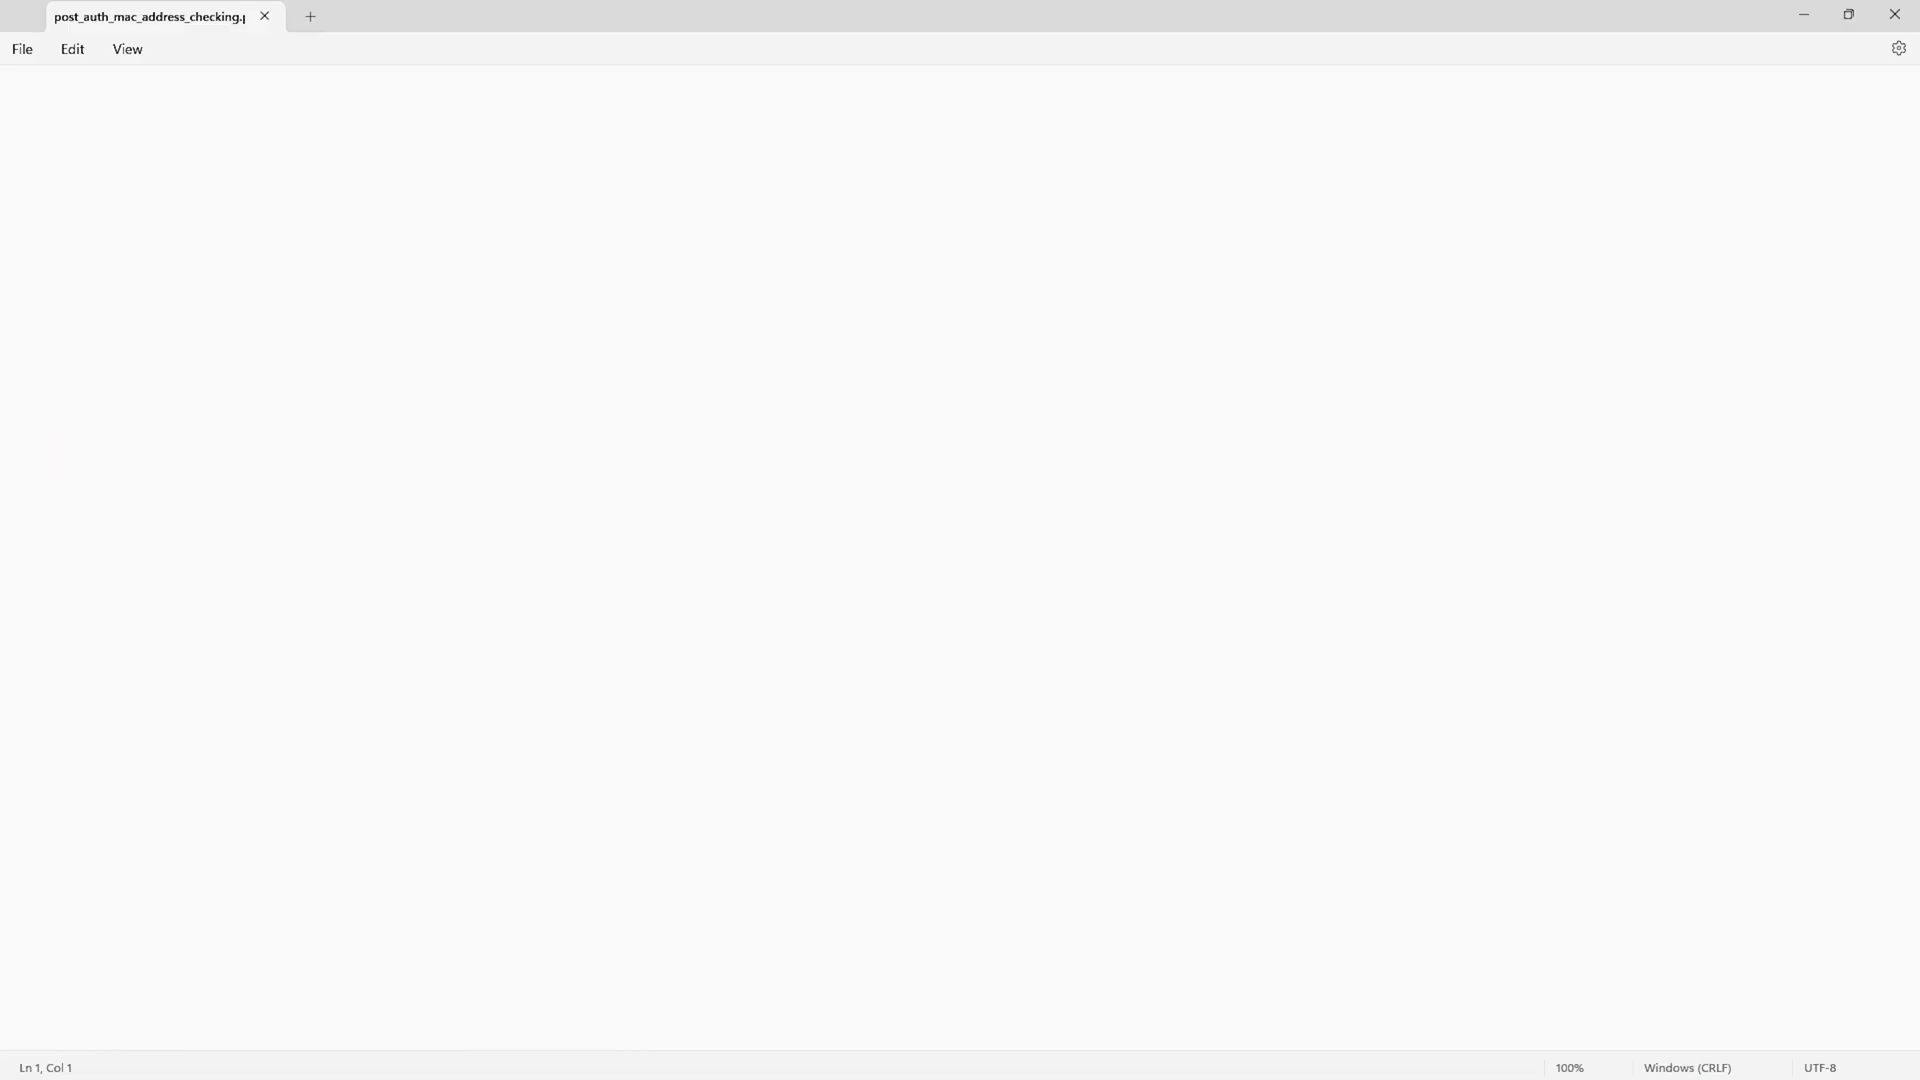 post_auth_mac_address_checking.p
File Edit View
Ln 1, Col 1 100% Windows (CRLF) UTF-8